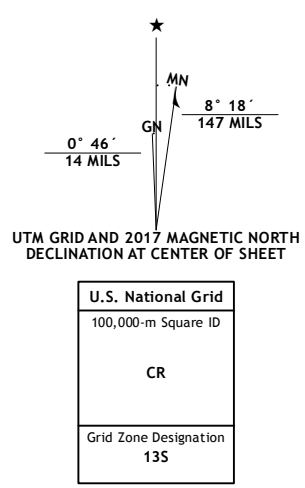 ★
MN
GN
8° 18´
147 MILS
0° 46´
14 MILS
UTM GRID AND 2017 MAGNETIC NORTH
DECLINATION AT CENTER OF SHEET
U.S. National Grid
100,000-m Square ID
CR
Grid Zone Designation
13S